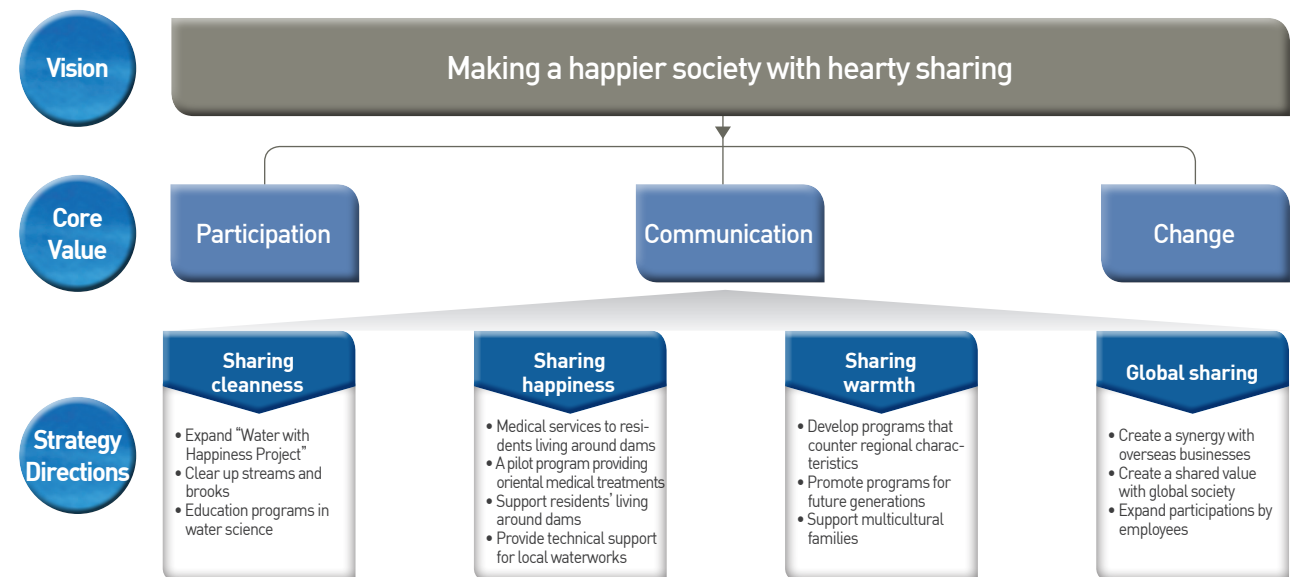 Vision
Making a happier society with hearty sharing
Core
Value
Participation
Communication
Change
Strategy
Directions
Sharing
cleanness
• Expand “Water with
Happiness Project”
• Clear up streams and
brooks
• Education programs in
water science
Sharing
happiness
• Medical services to resi-
dents living around dams
• A pilot program providing
oriental medical treatments
• Support residents’ living
around dams
• Provide technical support
for local waterworks
Sharing
warmth
• Develop programs that
counter regional charac-
teristics
• Promote programs for
future generations
• Support multicultural
families
Global sharing
• Create a synergy with
overseas businesses
• Create a shared value
with global society
• Expand participations by
employees